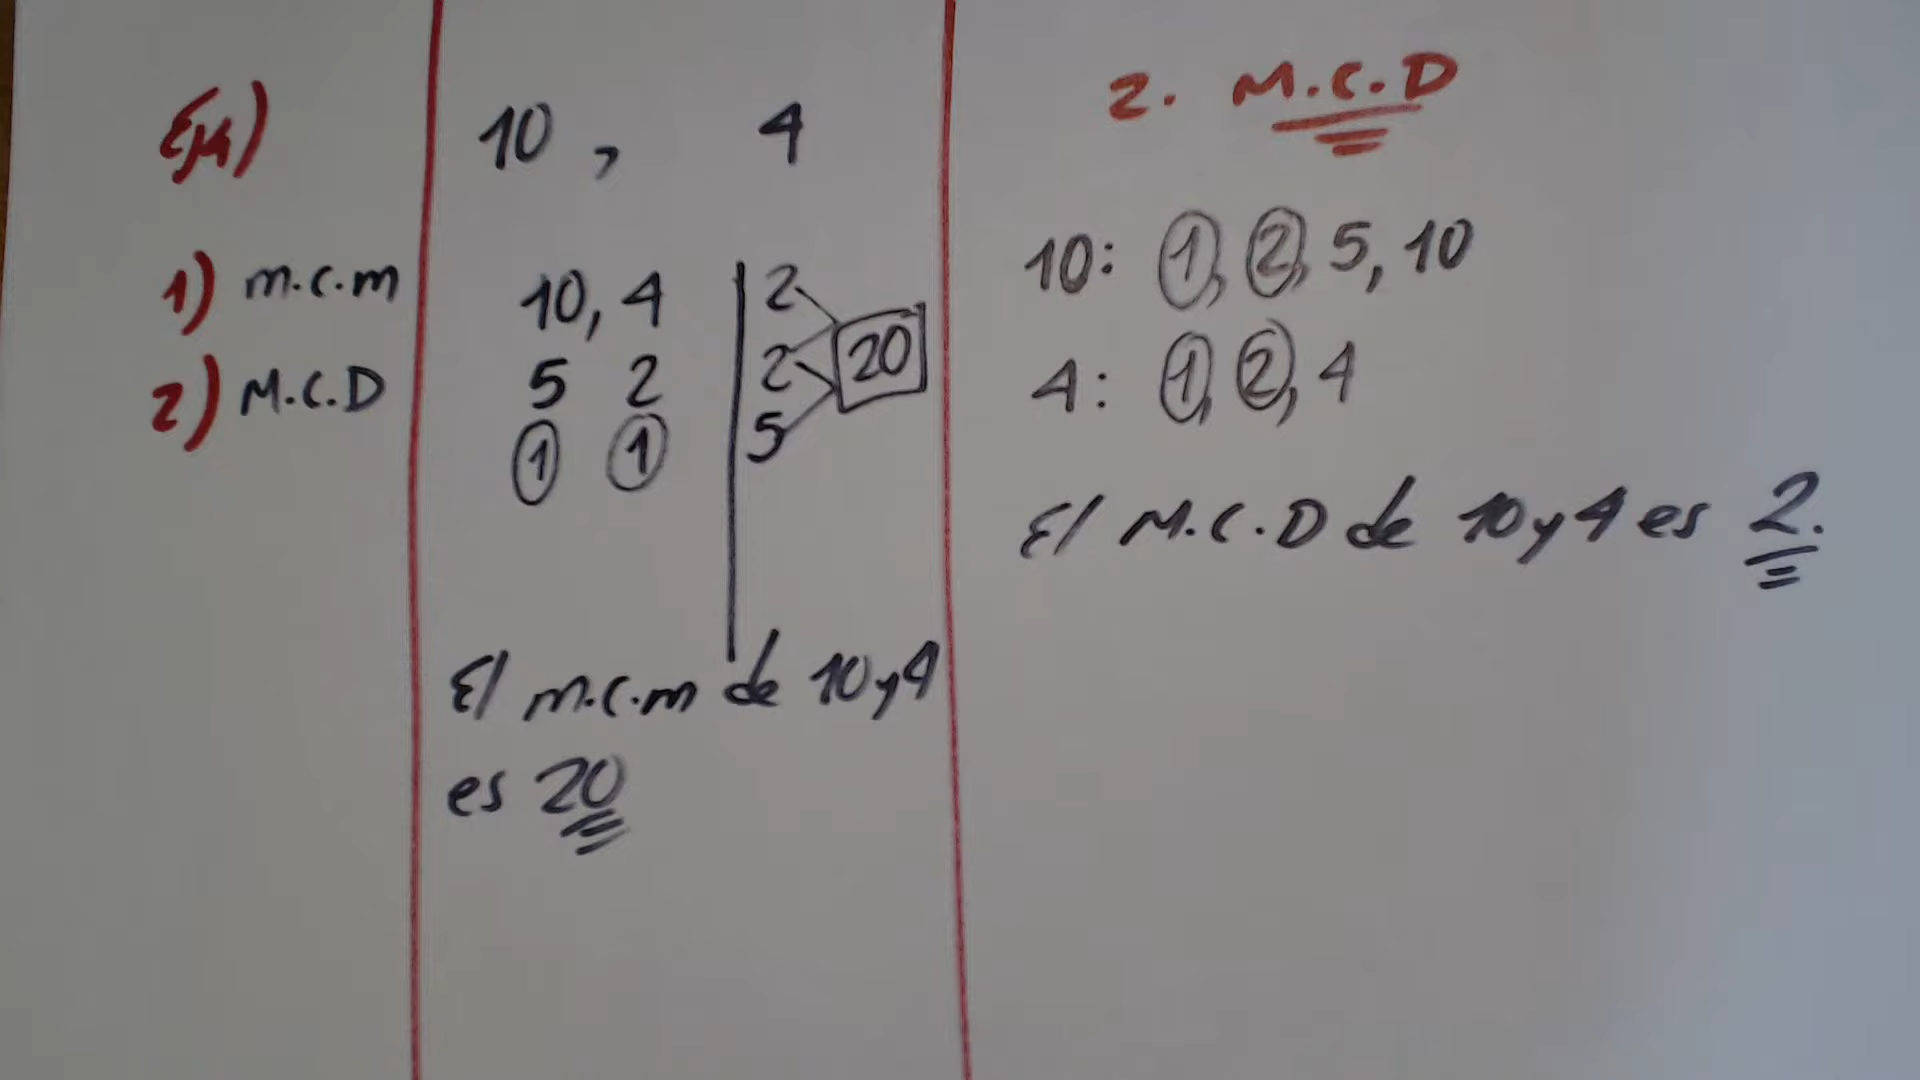 Ej4)
1) m.c.m
2) M.C.D
10, 4
10, 4 | 2
5 2 | 2 20
1 1 | 5
El m.c.m de 10 y 4
es 20
2. M.C.D
10: 1, 2, 5, 10
4: 1, 2, 4
El M.C.D de 10 y 4 es 2.